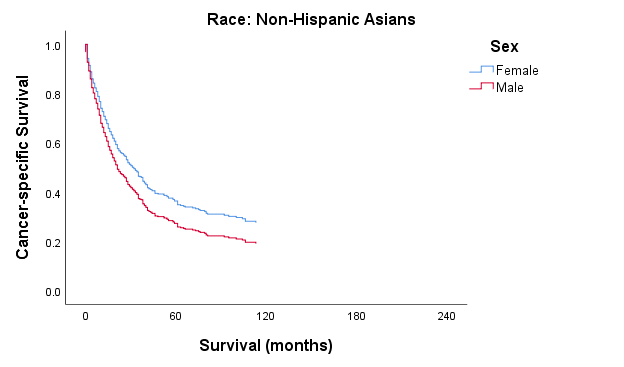 Race: Non-Hispanic Asians
Sex
Female
Male
Cancer-specific Survival
1.0
0.8
0.6
0.4
0.2
0.0
0 60 120 180 240
Survival (months)